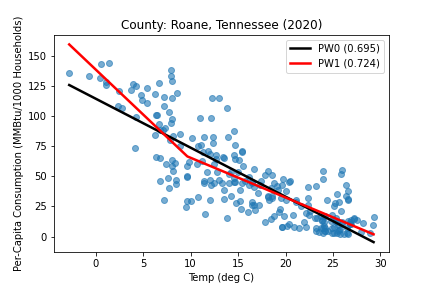 County: Roane, Tennessee (2020)
PW0 (0.695)
PW1 (0.724)
Per-Capita Consumption (MMBtu/1000 Households)
150
125
100
75
50
25
0
0 5 10 15 20 25 30
Temp (deg C)